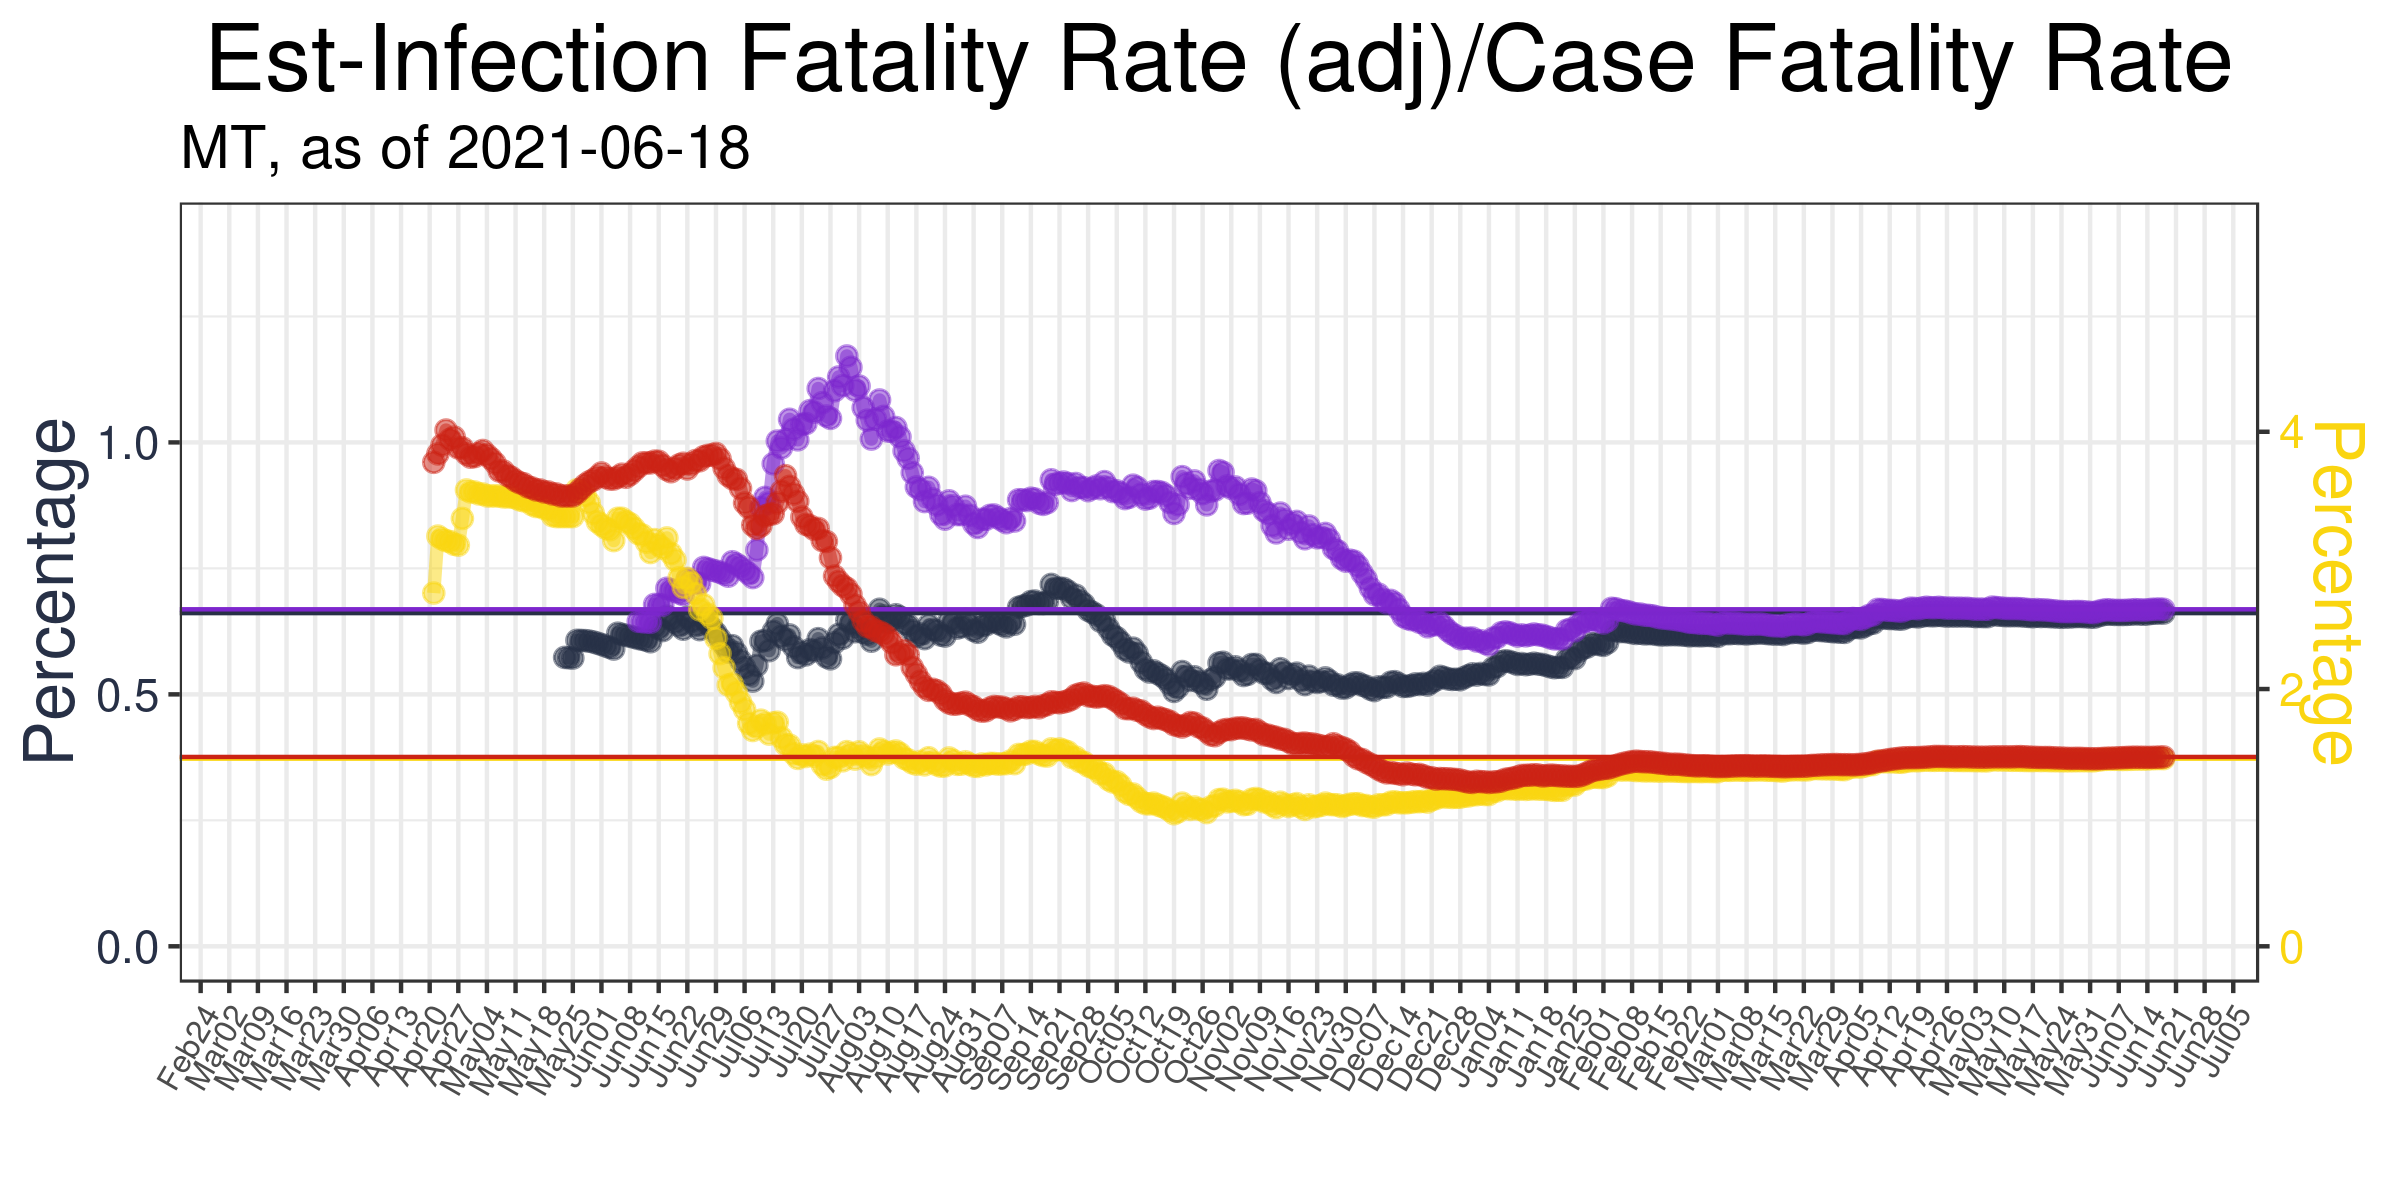 Est-Infection Fatality Rate (adj)/Case Fatality Rate
MT, as of 2021-06-18
Percentage
1.0
0.5
0.0
4
2
0
Percentage
Feb24
Mar02
Mar09
Mar16
Mar23
Mar30
Apr06
Apr13
Apr20
Apr27
May04
May11
May18
May25
Jun01
Jun08
Jun15
Jun22
Jun29
Jul06
Jul13
Jul20
Jul27
Aug03
Aug10
Aug17
Aug24
Aug31
Sep07
Sep14
Sep21
Sep28
Oct05
Oct12
Oct19
Oct26
Nov02
Nov09
Nov16
Nov23
Nov30
Dec07
Dec14
Dec21
Dec28
Jan04
Jan11
Jan18
Jan25
Feb01
Feb08
Feb15
Feb22
Mar01
Mar08
Mar15
Mar22
Mar29
Apr05
Apr12
Apr19
Apr26
May03
May10
May17
May24
May31
Jun07
Jun14
Jun21
Jun28
Jul05